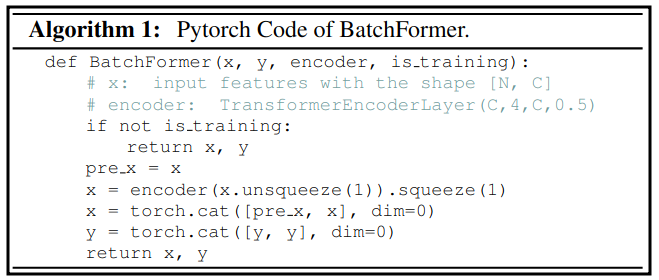 Algorithm 1: Pytorch Code of BatchFormer.
def BatchFormer(x, y, encoder, is_training):
# x: input features with the shape [N, C]
# encoder: TransformerEncoderLayer(C,4,C,0.5)
if not is_training:
return x, y
pre_x = x
x = encoder(x.unsqueeze(1)).squeeze(1)
x = torch.cat([pre_x, x], dim=0)
y = torch.cat([y, y], dim=0)
return x, y